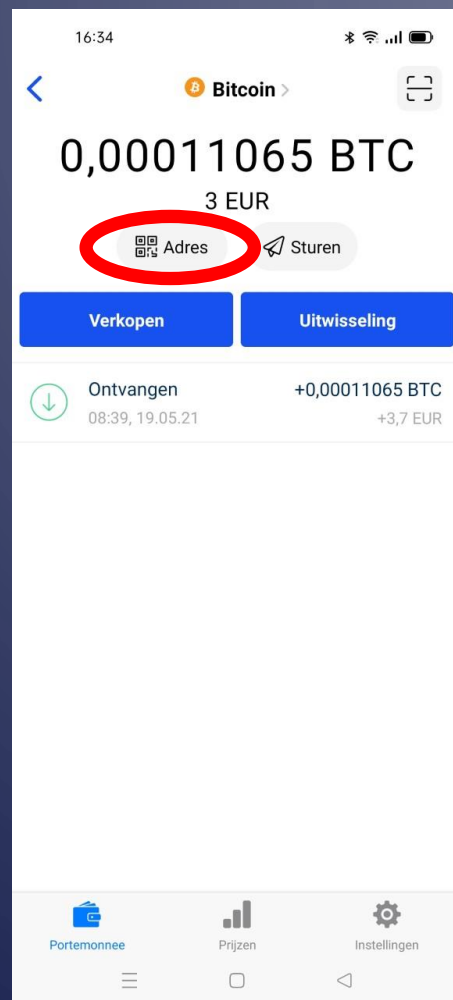 16:34
Bitcoin
0,00011065 BTC
3 EUR
Adres
Sturen
Verkopen
Uitwisseling
Ontvangen
+0,00011065 BTC
08:39, 19.05.21
+3,7 EUR
Portemonnee
Prijzen
Instellingen